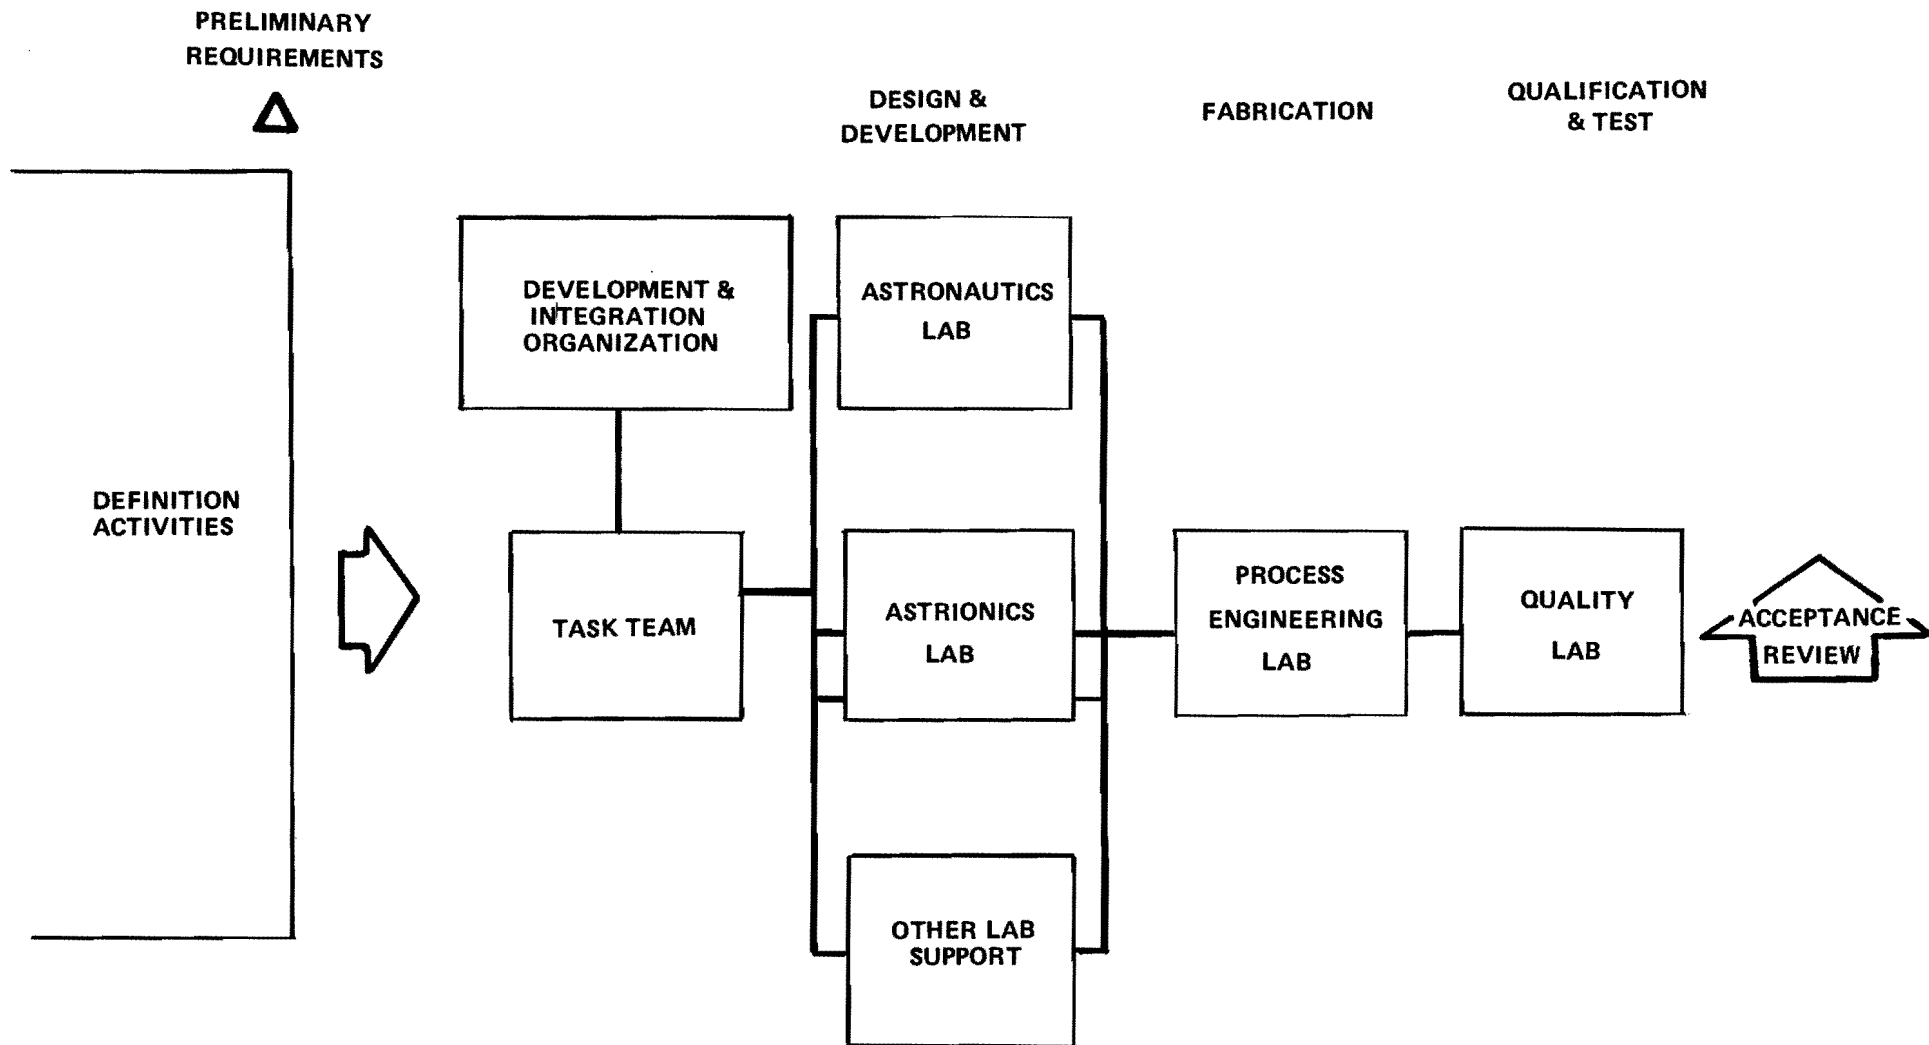 PRELIMINARY
REQUIREMENTS
DESIGN &
DEVELOPMENT
FABRICATION
QUALIFICATION
& TEST
DEFINITION
ACTIVITIES
DEVELOPMENT &
INTEGRATION
ORGANIZATION
TASK TEAM
ASTRONAUTICS
LAB
ASTRIONICS
LAB
OTHER LAB
SUPPORT
PROCESS
ENGINEERING
LAB
QUALITY
LAB
ACCEPTANCE
REVIEW